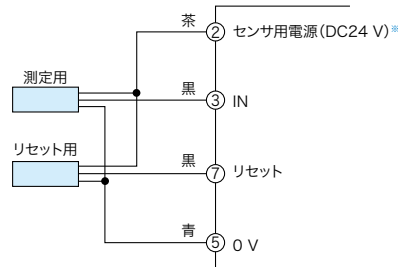 茶
② センサ用電源(DC24 V)※
測定用
黒
③ IN
リセット用
黒
⑦ リセット
青
⑤ 0 V